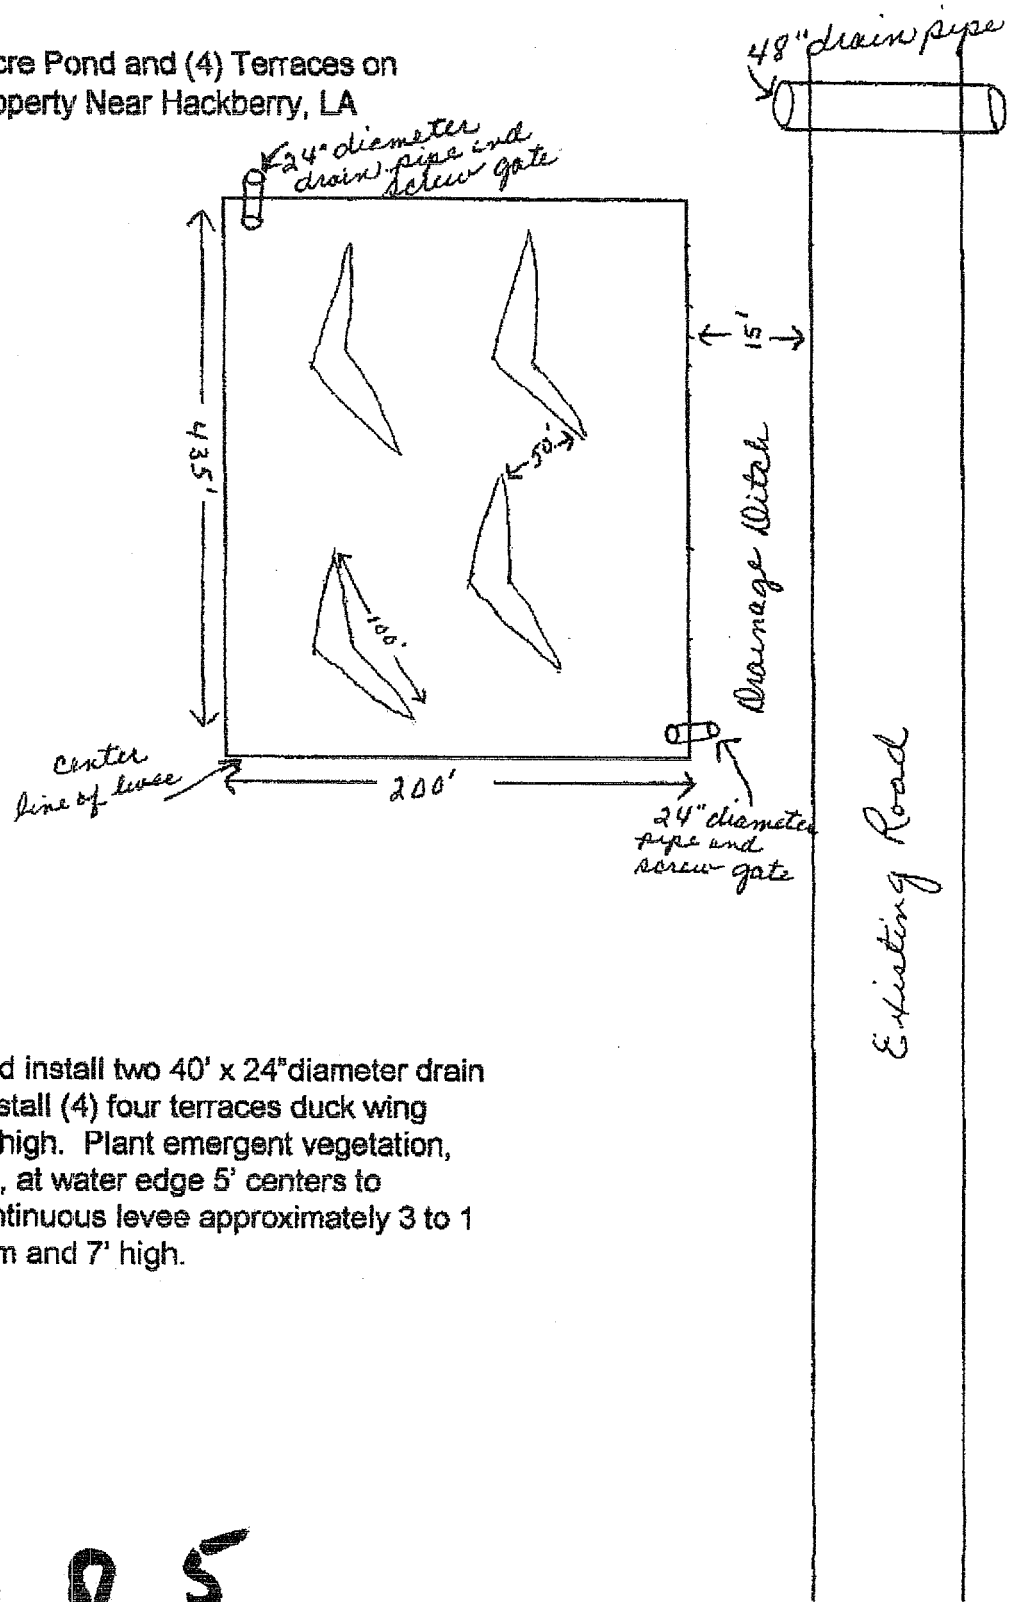 cre Pond and (4) Terraces on
operty Near Hackberry, LA
48" drain pipe
24" diameter
drain pipe and
screw gate
15'
435'
50'
100'
Drainage Ditch
center
line of levee
200'
24" diameter
pipe and
screw gate
Existing Road
d install two 40' x 24"diameter drain
stall (4) four terraces duck wing
high. Plant emergent vegetation,
, at water edge 5' centers to
ntinuous levee approximately 3 to 1
m and 7' high.
05